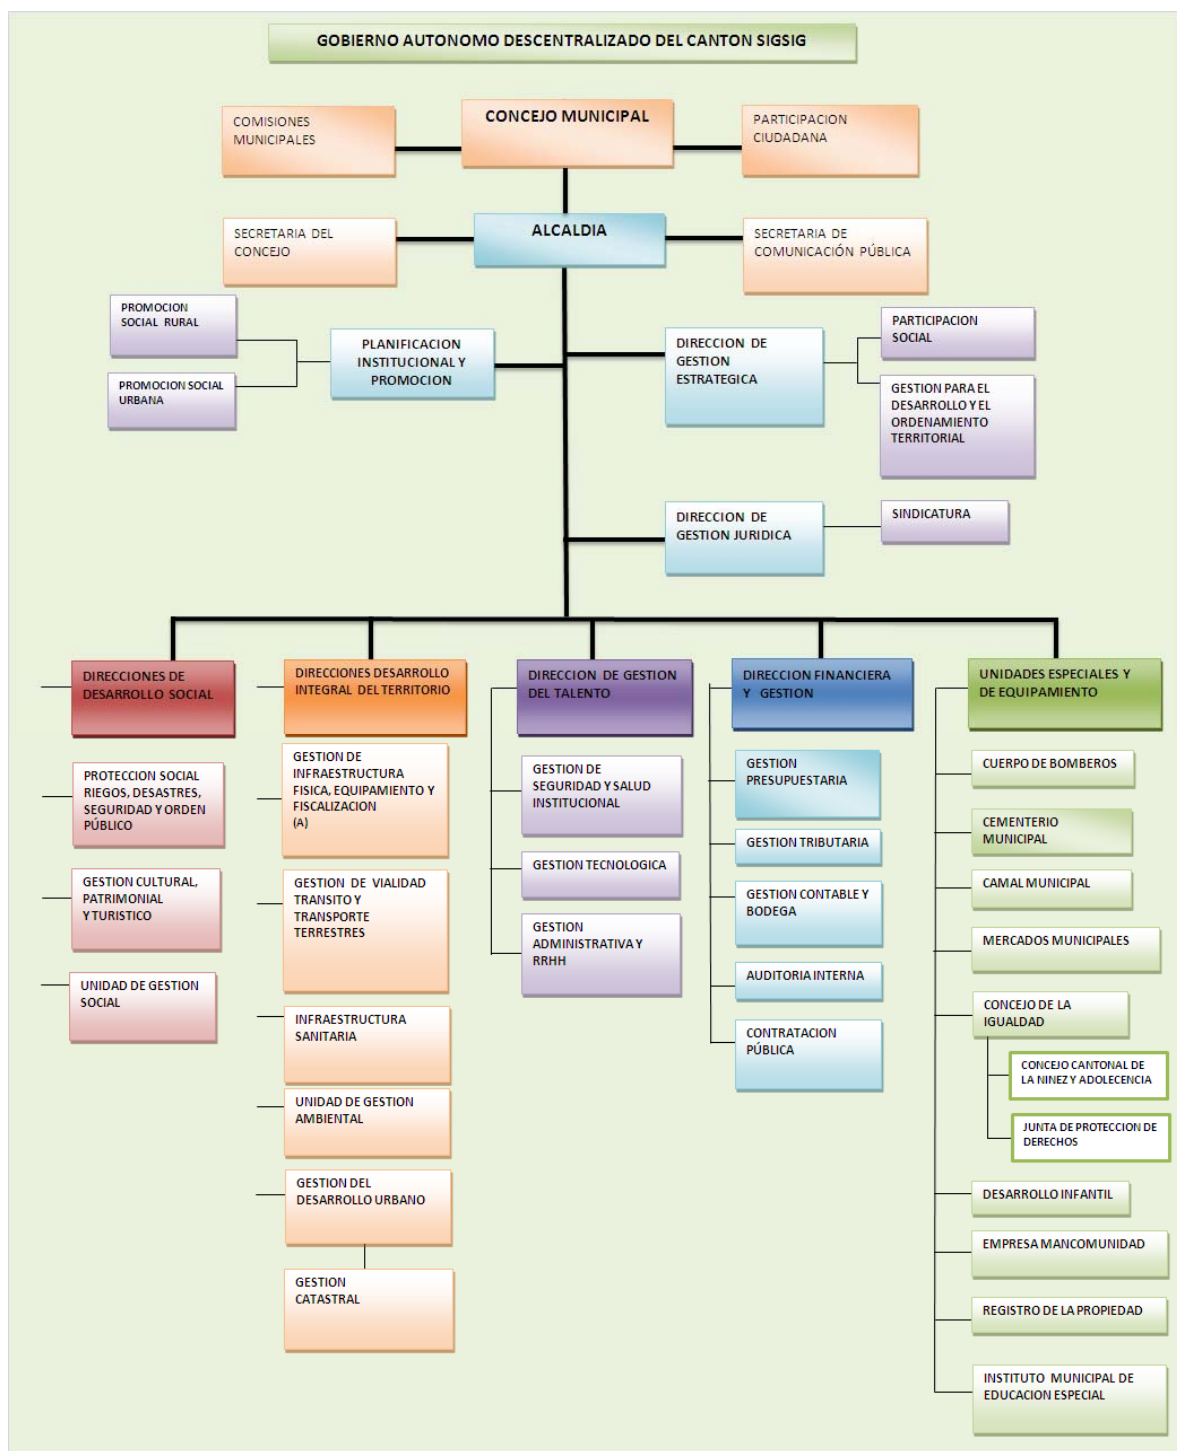 GOBIERNO AUTONOMO DESCENTRALIZADO DEL CANTON SIGSIG
COMISIONES
MUNICIPALES
CONCEJO MUNICIPAL
PARTICIPACION
CIUDADANA
SECRETARIA DEL
CONCEJO
ALCALDIA
SECRETARIA DE
COMUNICACIÓN PÚBLICA
PROMOCION
SOCIAL RURAL
PROMOCION SOCIAL
URBANA
PLANIFICACION
INSTITUCIONAL Y
PROMOCION
DIRECCION DE
GESTION
ESTRATEGICA
PARTICIPACION
SOCIAL
GESTION PARA EL
DESARROLLO Y EL
ORDENAMIENTO
TERRITORIAL
DIRECCION DE
GESTION JURIDICA
SINDICATURA
DIRECCIONES DE
DESARROLLO SOCIAL
PROTECCION SOCIAL
RIEGOS, DESASTRES,
SEGURIDAD Y ORDEN
PÚBLICO
GESTION CULTURAL,
PATRIMONIAL
Y TURISTICO
UNIDAD DE GESTION
SOCIAL
DIRECCIONES DESARROLLO
INTEGRAL DEL TERRITORIO
GESTION DE
INFRAESTRUCTURA
FISICA, EQUIPAMIENTO Y
FISCALIZACION
(A)
GESTION DE VIALIDAD
TRANSITO Y
TRANSPORTE
TERRESTRES
INFRAESTRUCTURA
SANITARIA
UNIDAD DE GESTION
AMBIENTAL
GESTION DEL
DESARROLLO URBANO
GESTION
CATASTRAL
DIRECCION DE GESTION
DEL TALENTO
GESTION DE
SEGURIDAD Y SALUD
INSTITUCIONAL
GESTION TECNOLOGICA
GESTION
ADMINISTRATIVA Y
RRHH
DIRECCION FINANCIERA
Y GESTION
GESTION
PRESUPUESTARIA
GESTION TRIBUTARIA
GESTION CONTABLE Y
BODEGA
AUDITORIA INTERNA
CONTRATACION
PÚBLICA
UNIDADES ESPECIALES Y
DE EQUIPAMIENTO
CUERPO DE BOMBEROS
CEMENTERIO
MUNICIPAL
CAMAL MUNICIPAL
MERCADOS MUNICIPALES
CONCEJO DE LA
IGUALDAD
CONCEJO CANTONAL DE
LA NINEZ Y ADOLECENCIA
JUNTA DE PROTECCION DE
DERECHOS
DESARROLLO INFANTIL
EMPRESA MANCOMUNIDAD
REGISTRO DE LA PROPIEDAD
INSTITUTO MUNICIPAL DE
EDUCACION ESPECIAL